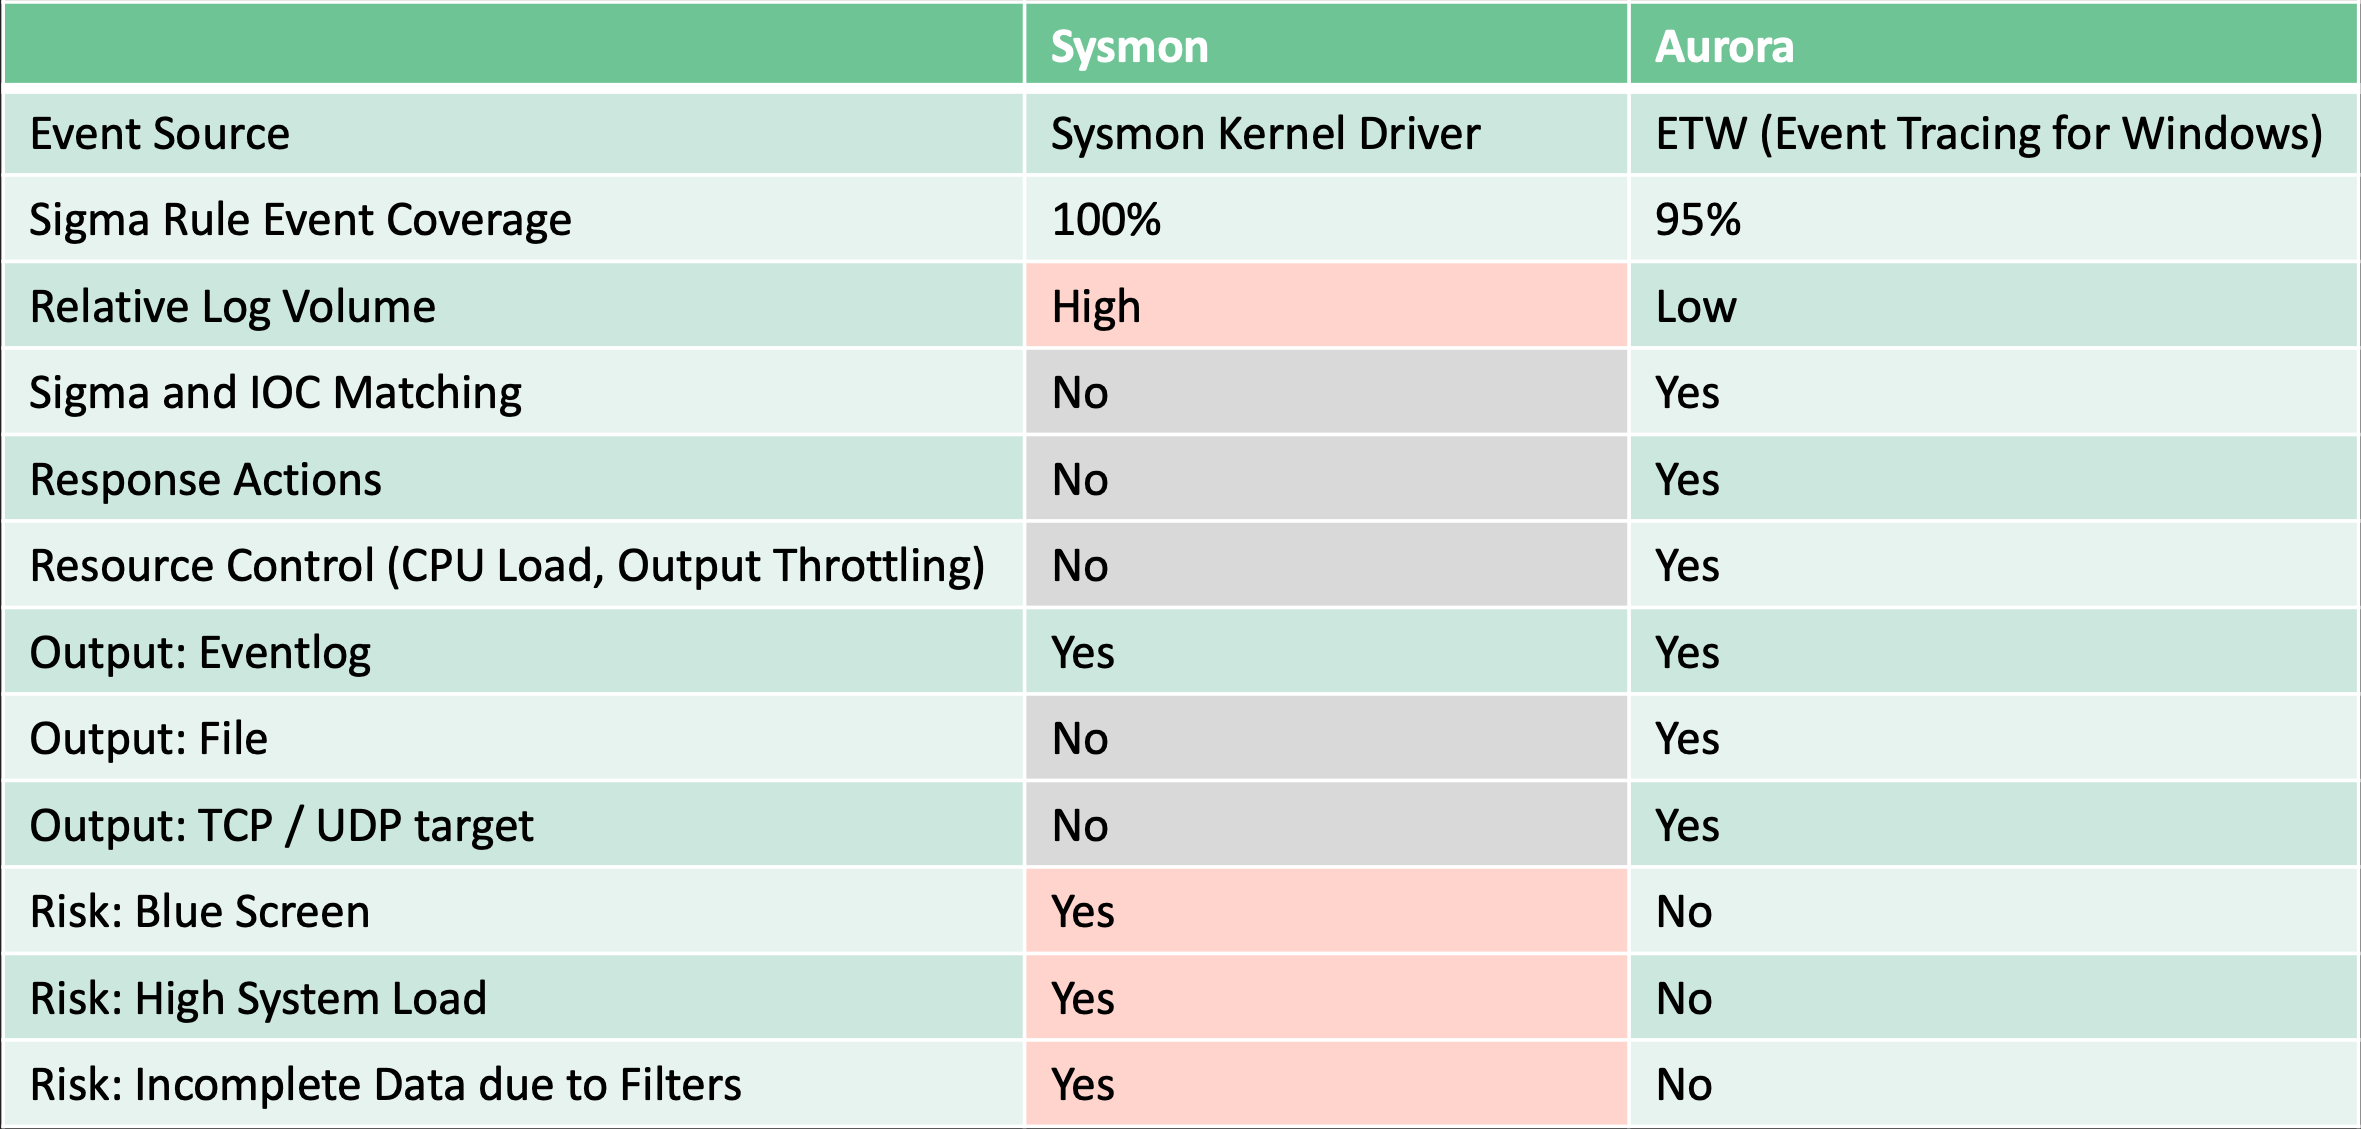 Sysmon Aurora
Event Source Sysmon Kernel Driver ETW (Event Tracing for Windows)
Sigma Rule Event Coverage 100% 95%
Relative Log Volume High Low
Sigma and IOC Matching No Yes
Response Actions No Yes
Resource Control (CPU Load, Output Throttling) No Yes
Output: Eventlog Yes Yes
Output: File No Yes
Output: TCP / UDP target No Yes
Risk: Blue Screen Yes No
Risk: High System Load Yes No
Risk: Incomplete Data due to Filters Yes No